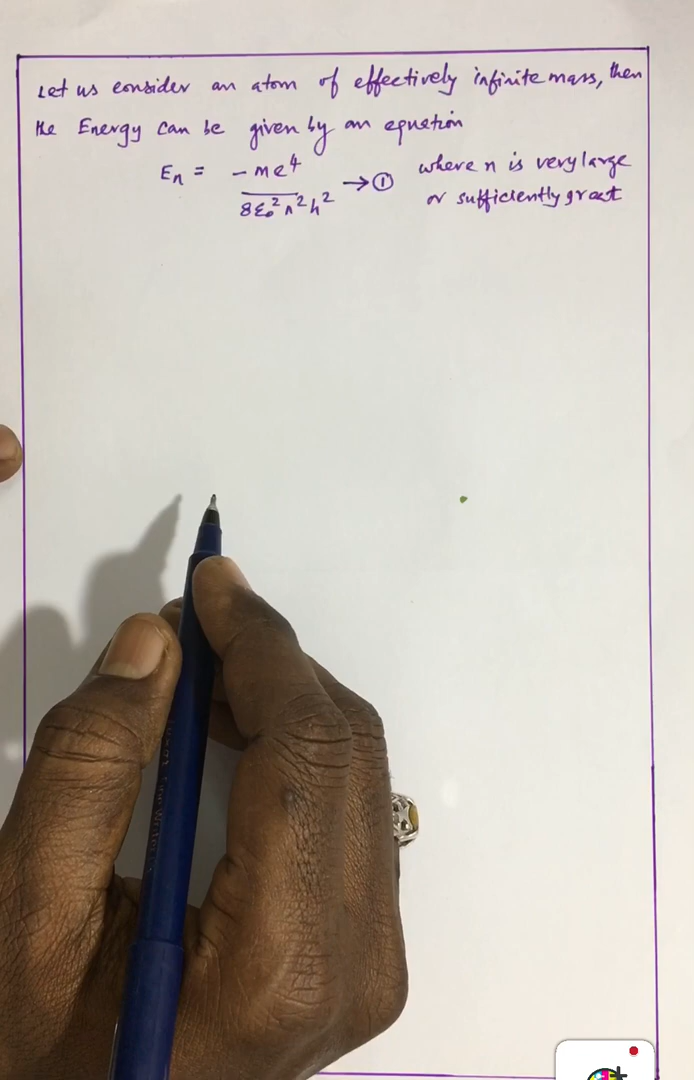 Let us consider an atom of effectively infinite mass, then
the Energy can be given by an equation
En = -me⁴ / 8ε₀²n²h² → ① where n is very large
or sufficiently great